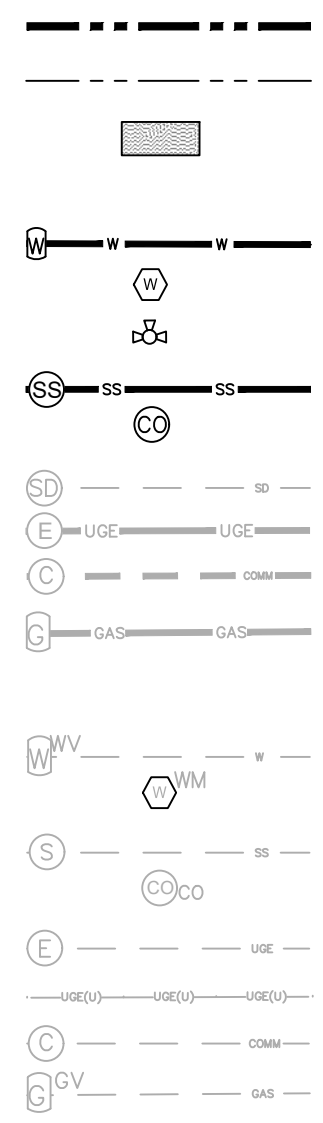 W W W
W
SS SS SS
CO
SD SD
E UGE UGE
C COMM
G GAS GAS
W WV W
W WM
S SS
CO CO
E UGE
UGE(U) UGE(U) UGE(U)
C COMM
G GV GAS